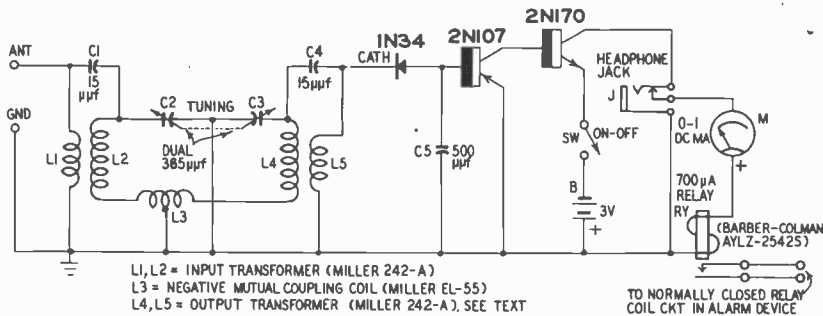 2N170
2N107
1N34
CATH
ANT
C1
15
µµf
C4
15µµf
HEADPHONE
JACK
J
C2
TUNING
C3
GND
DUAL
365µµf
L1
L2
L3
L4
L5
C5
500
µµf
SW
ON-OFF
B
3V
+
0-1
DC MA
M
+
700µA
RELAY
RY
(BARBER-COLMAN
AYLZ-2542S)
L1, L2 = INPUT TRANSFORMER (MILLER 242-A)
L3 = NEGATIVE MUTUAL COUPLING COIL (MILLER EL-55)
L4, L5 = OUTPUT TRANSFORMER (MILLER 242-A). SEE TEXT
TO NORMALLY CLOSED RELAY
COIL CKT IN ALARM DEVICE